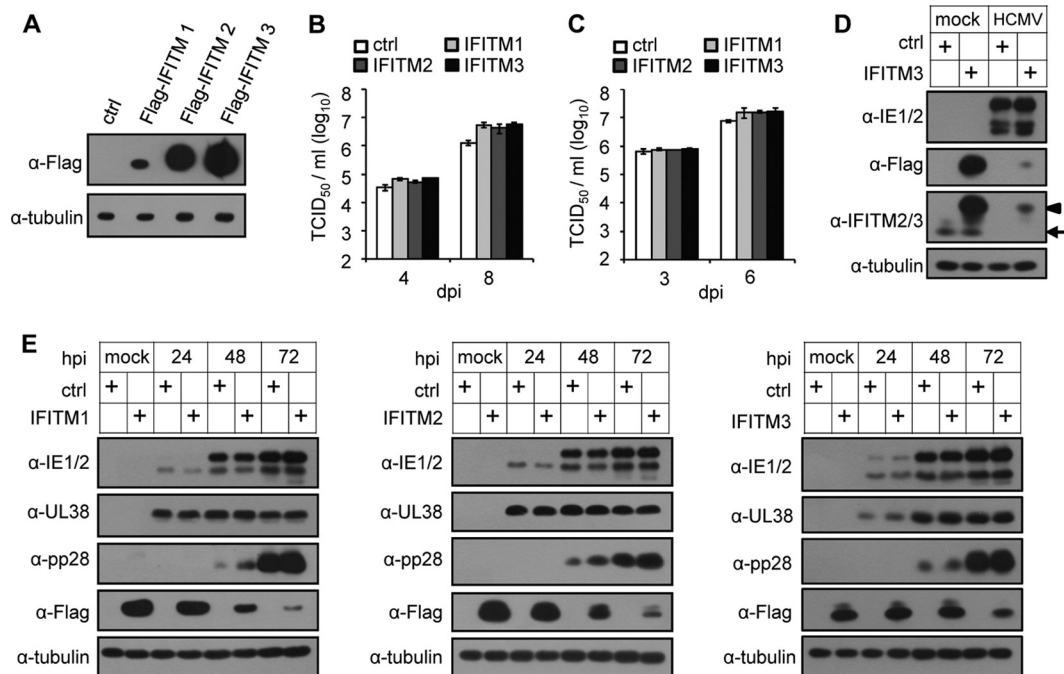 A
ctrl
Flag-IFITM 1
Flag-IFITM 2
Flag-IFITM 3
α-Flag
α-tubulin
B
ctrl IFITM1
IFITM2 IFITM3
TCID50 / ml (log10)
8
7
6
5
4
3
2
4 8
dpi
C
ctrl IFITM1
IFITM2 IFITM3
TCID50 / ml (log10)
8
7
6
5
4
3
2
3 6
dpi
D
mock HCMV
ctrl + +
IFITM3 + +
α-IE1/2
α-Flag
α-IFITM2/3
α-tubulin
E
hpi mock 24 48 72
ctrl + + + +
IFITM1 + + + +
α-IE1/2
α-UL38
α-pp28
α-Flag
α-tubulin
hpi mock 24 48 72
ctrl + + + +
IFITM2 + + + +
α-IE1/2
α-UL38
α-pp28
α-Flag
α-tubulin
hpi mock 24 48 72
ctrl + + + +
IFITM3 + + + +
α-IE1/2
α-UL38
α-pp28
α-Flag
α-tubulin